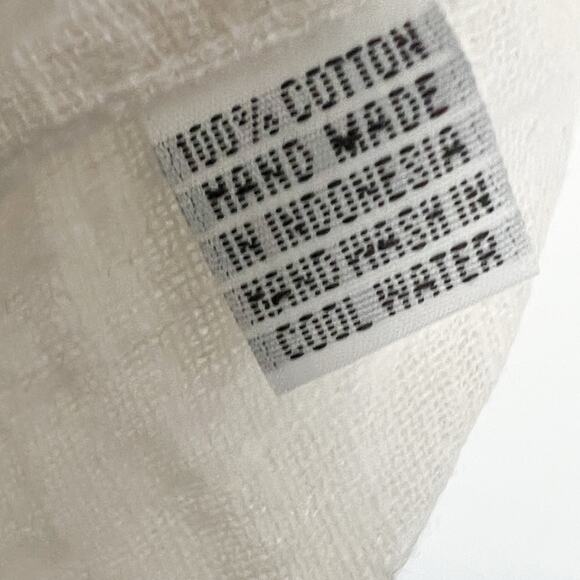 100% COTTON
HAND MADE
IN INDONESIA
HAND WASH IN
COOL WATER